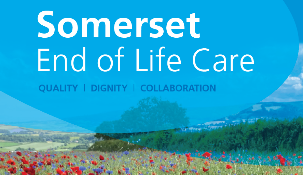 Somerset
End of Life Care
QUALITY | DIGNITY | COLLABORATION